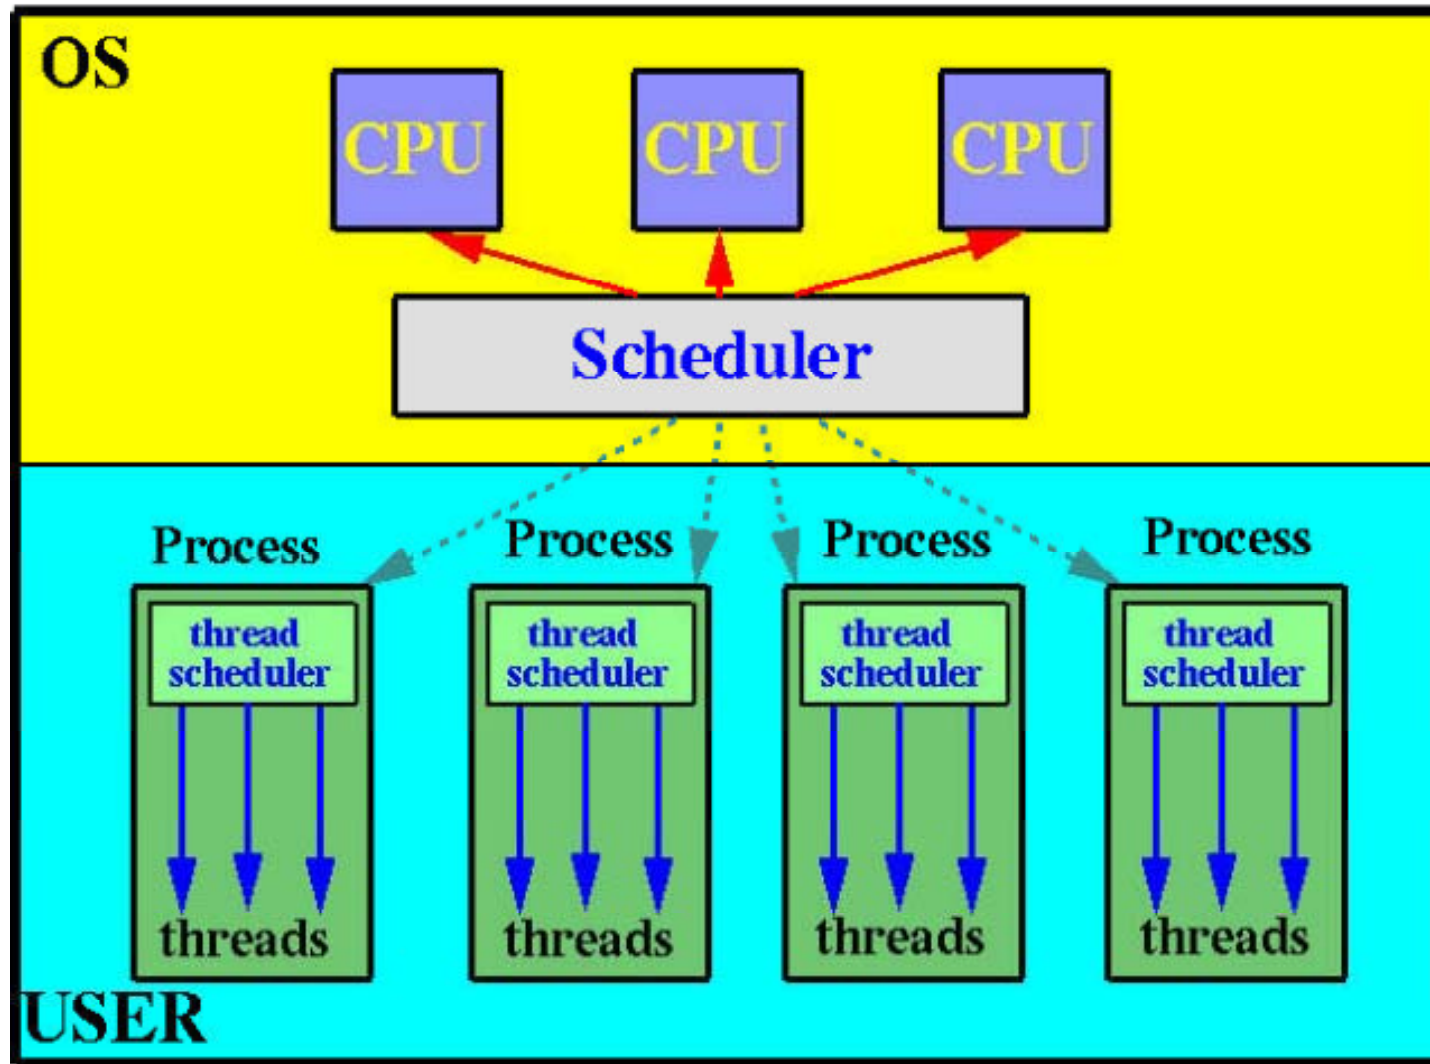 OS
CPU CPU CPU
Scheduler
Process Process Process Process
thread thread thread thread
scheduler scheduler scheduler scheduler
threads threads threads threads
USER